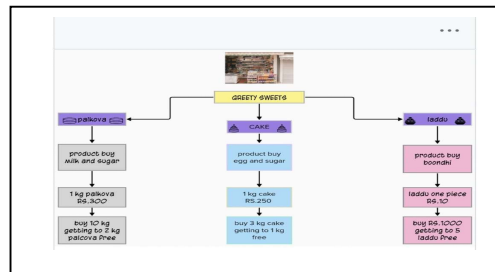 GREETY SWEETS
palkova
CAKE
laddu
product buy
Milk and sugar
product buy
egg and sugar
product buy
boondhi
1 kg palkova
RS.300
1 kg cake
RS.250
laddu one piece
RS.10
buy 10 kg
getting to 2 kg
palcova free
buy 3 kg cake
getting to 1 kg
free
buy RS.1000
getting to 5
laddu free